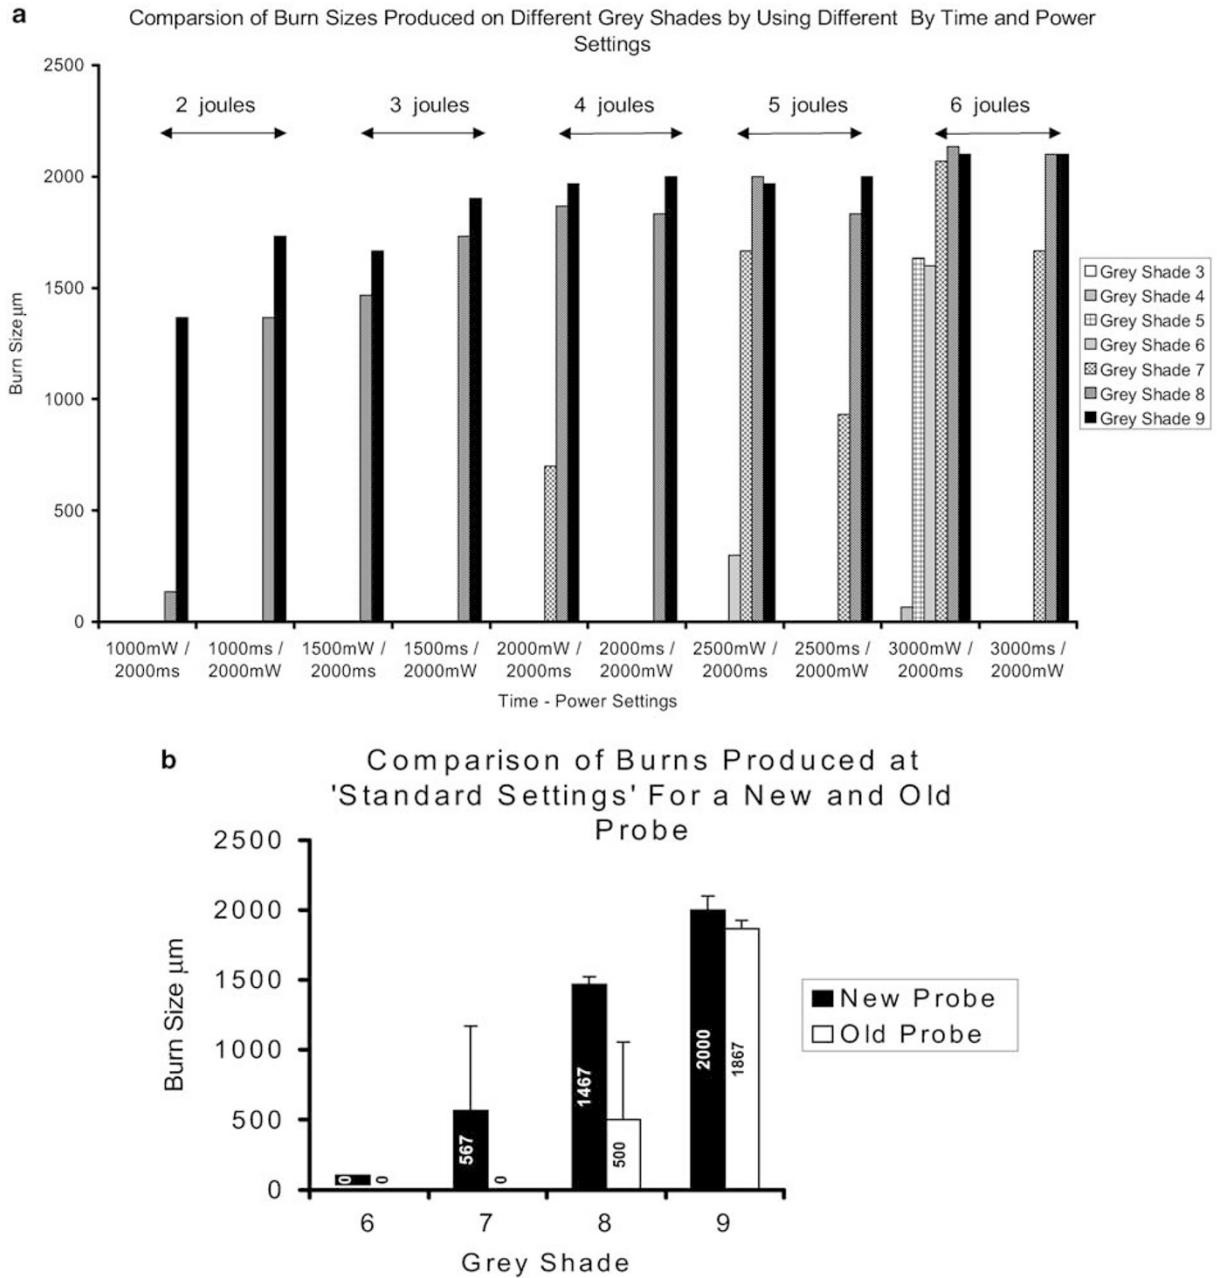 a
Comparsion of Burn Sizes Produced on Different Grey Shades by Using Different By Time and Power
Settings
2500
2000
1500
1000
500
0
Burn Size µm
2 joules
3 joules
4 joules
5 joules
6 joules
1000mW /
2000ms
1000ms /
2000mW
1500mW /
2000ms
1500ms /
2000mW
2000mW /
2000ms
2000ms /
2000mW
2500mW /
2000ms
2500ms /
2000mW
3000mW /
2000ms
3000ms /
2000mW
Time - Power Settings
Grey Shade 3
Grey Shade 4
Grey Shade 5
Grey Shade 6
Grey Shade 7
Grey Shade 8
Grey Shade 9
b
Comparison of Burns Produced at
'Standard Settings' For a New and Old
Probe
2500
2000
1500
1000
500
0
Burn Size µm
0
0
567
0
1467
500
2000
1867
6
7
8
9
Grey Shade
New Probe
Old Probe